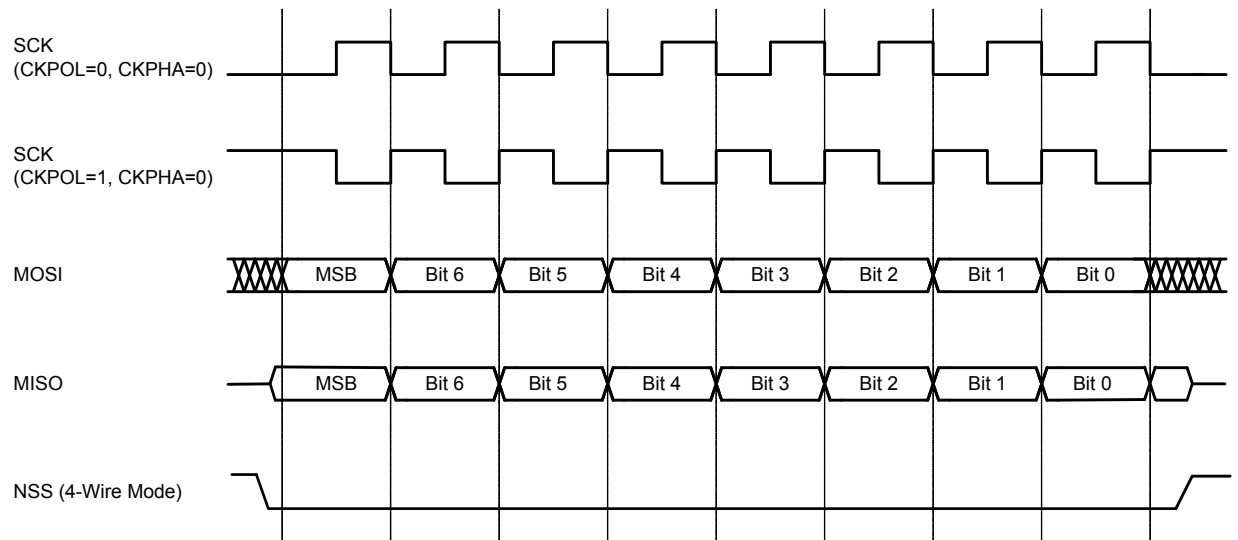 SCK
(CKPOL=0, CKPHA=0)
SCK
(CKPOL=1, CKPHA=0)
MOSI
MSB Bit 6 Bit 5 Bit 4 Bit 3 Bit 2 Bit 1 Bit 0
MISO
MSB Bit 6 Bit 5 Bit 4 Bit 3 Bit 2 Bit 1 Bit 0
NSS (4-Wire Mode)